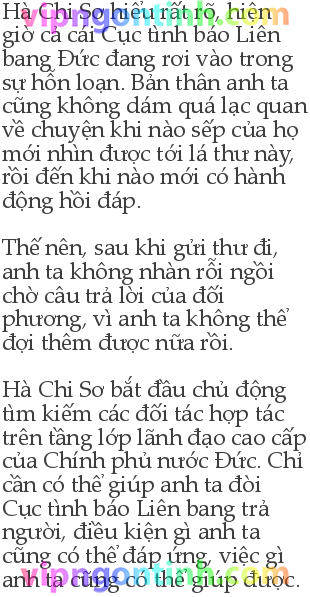 Hà Chi Sơ hiểu rất rõ, hiện
giờ cả cái Cục tình báo Liên
bang Đức đang rơi vào trong
sự hỗn loạn. Bản thân anh ta
cũng không dám quá lạc quan
về chuyện khi nào sếp của họ
mới nhìn được tới lá thư này,
rồi đến khi nào mới có hành
động hồi đáp.
Thế nên, sau khi gửi thư đi,
anh ta không nhàn rỗi ngồi
chờ câu trả lời của đối
phương, vì anh ta không thể
đợi thêm được nữa rồi.
Hà Chi Sơ bắt đầu chủ động
tìm kiếm các đối tác hợp tác
trên tầng lớp lãnh đạo cao cấp
của Chính phủ nước Đức. Chỉ
cần có thể giúp anh ta đòi
Cục tình báo Liên bang trả
người, điều kiện gì anh ta
cũng có thể đáp ứng, việc gì
anh ta cũng có thể giúp được.
vipngontinh.com
vipngontinh.com